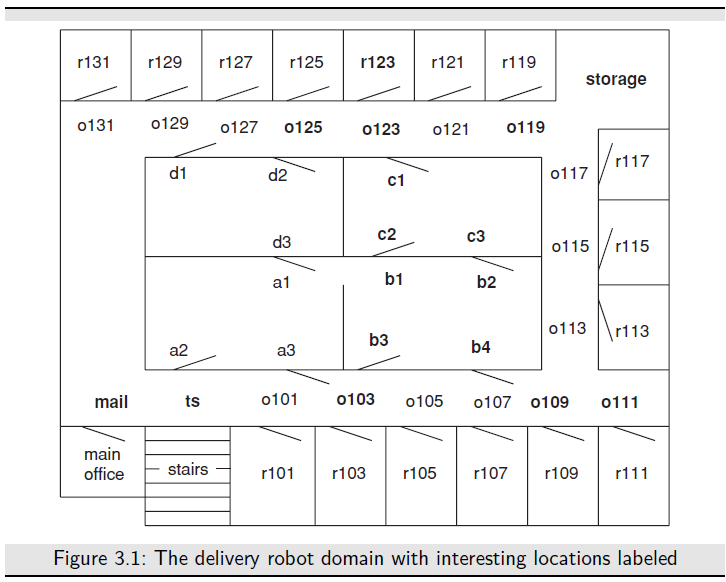 r131 r129 r127 r125 r123 r121 r119
storage
o131 o129 o127 o125 o123 o121 o119
r117
d1 d2 c1 o117
c2 c3
d3 o115 r115
a1 b1 b2
o113 r113
b3 b4
a2 a3
mail ts o101 o103 o105 o107 o109 o111
main
office
stairs r101 r103 r105 r107 r109 r111
Figure 3.1: The delivery robot domain with interesting locations labeled